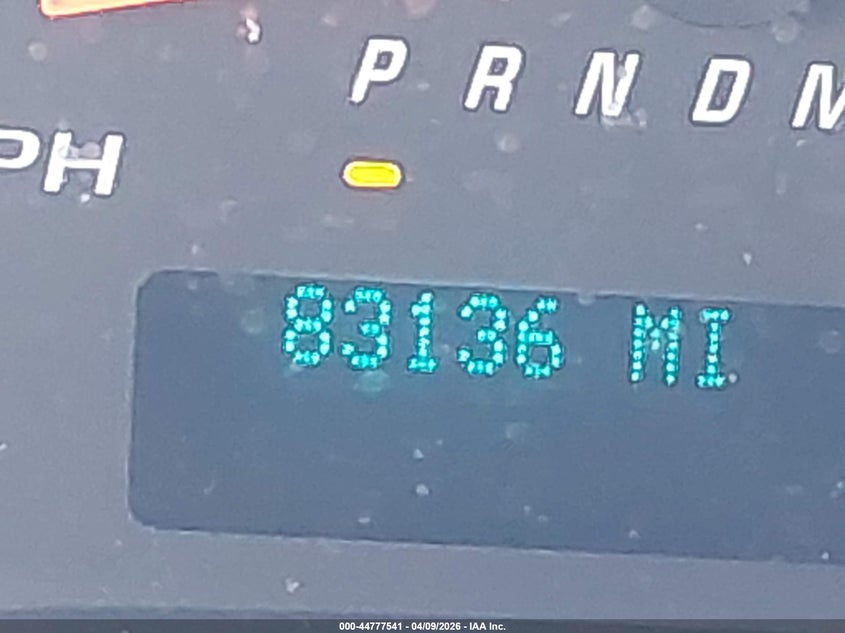 P R N D M
PH
83136 MI
000-44777541 - 04/09/2026 - IAA Inc.